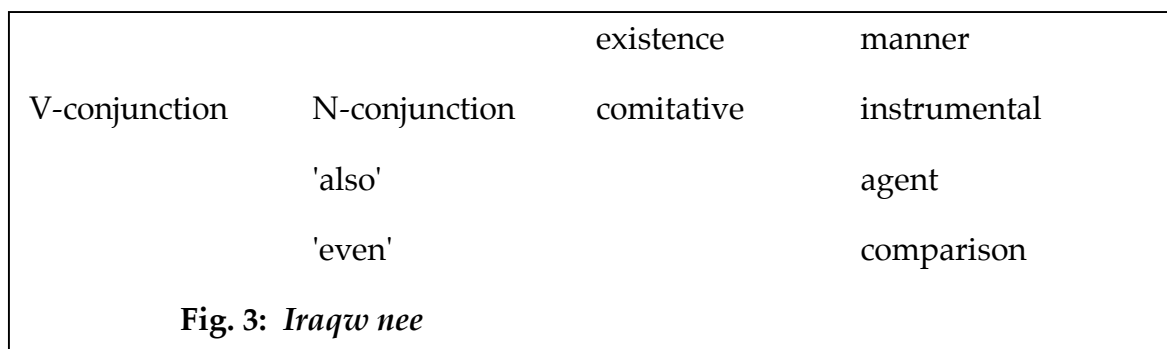 existence manner
V-conjunction N-conjunction comitative instrumental
'also' agent
'even' comparison
Fig. 3: Iraqw nee